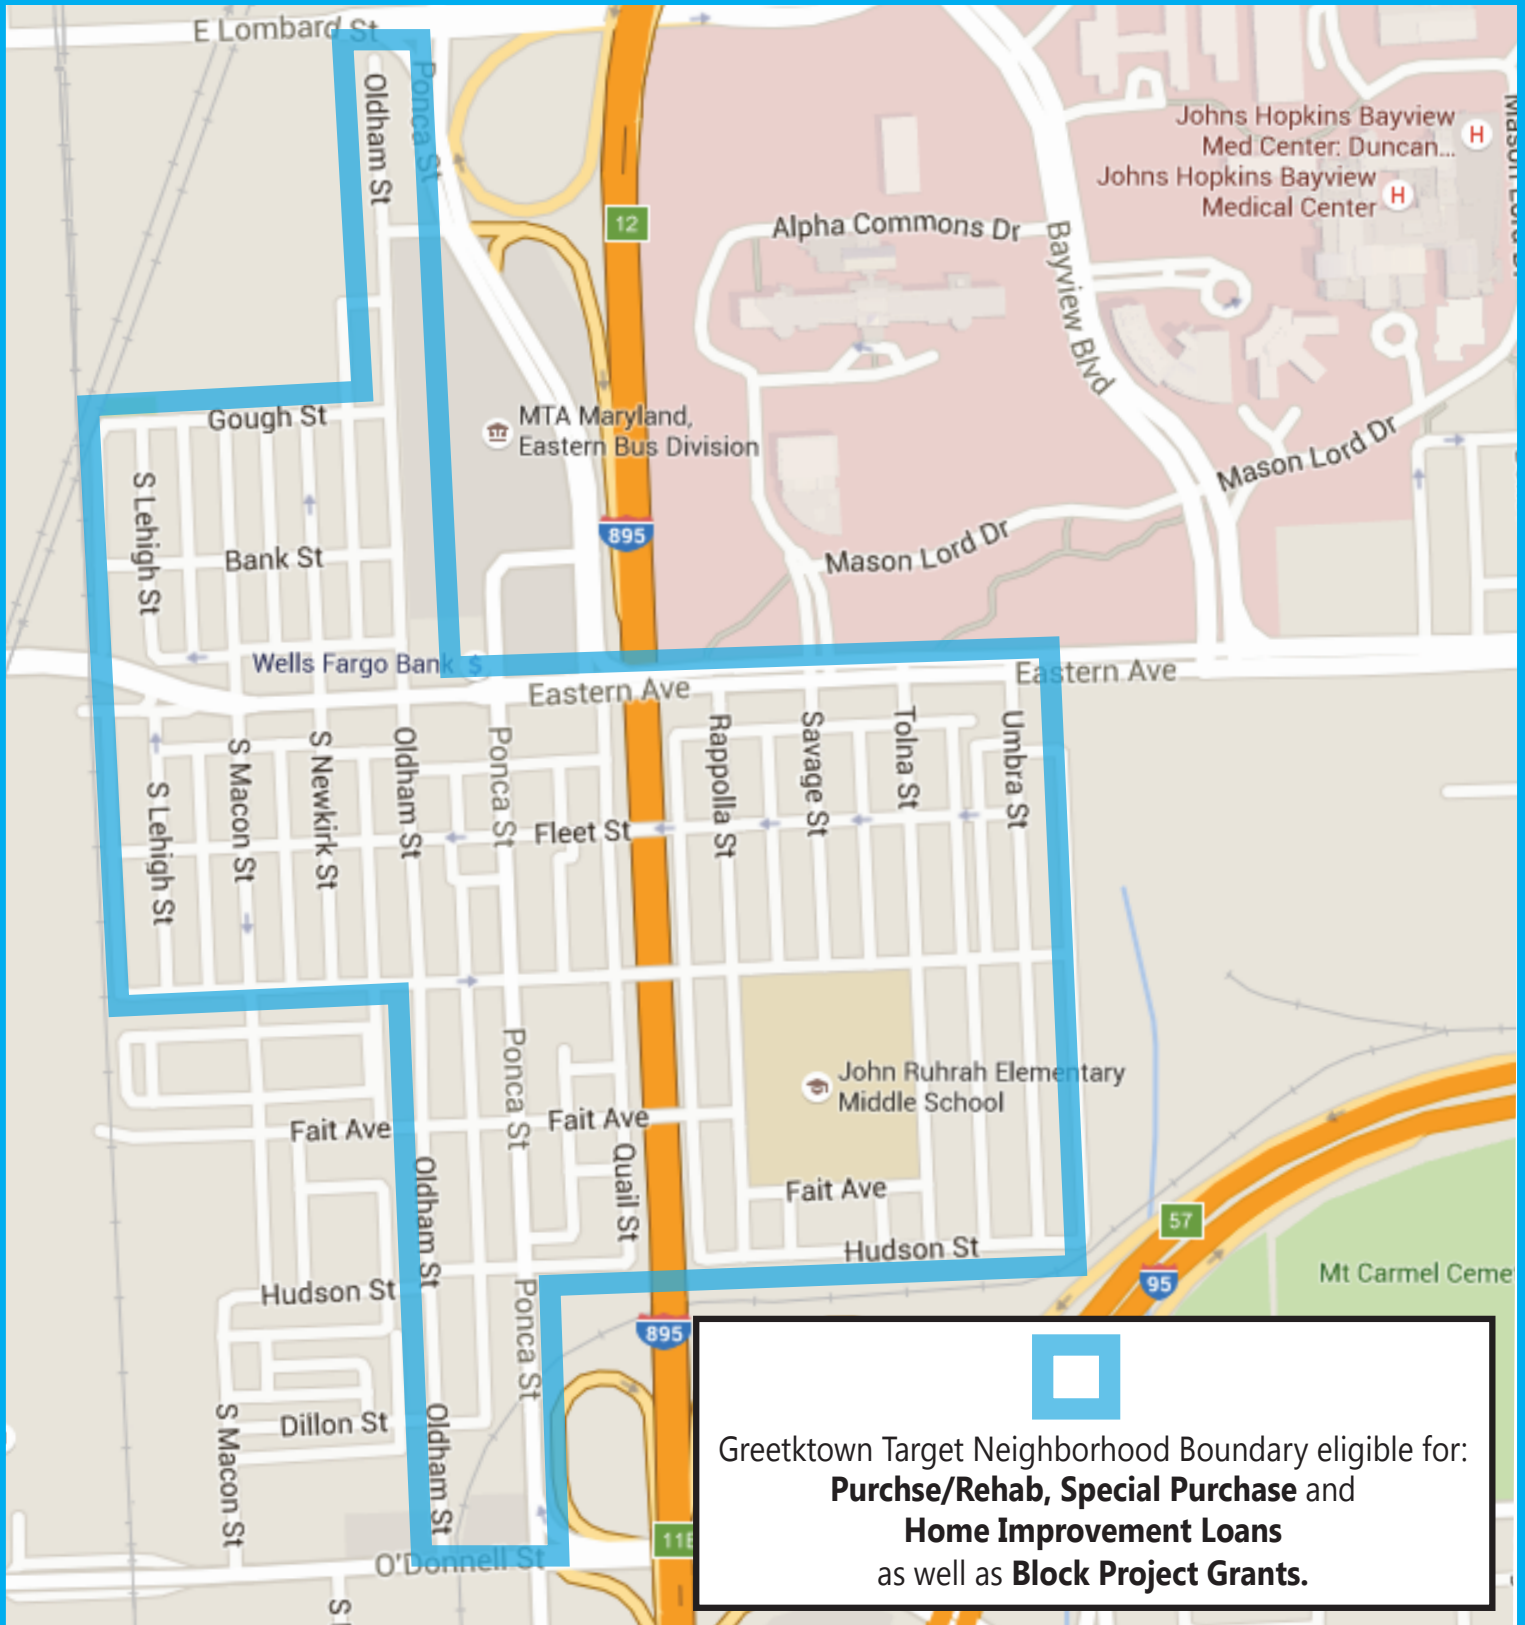 E Lombard St
Oldham St
Ponca St
12
Johns Hopkins Bayview
Med Center: Duncan...
H
Johns Hopkins Bayview
Medical Center
H
Alpha Commons Dr
Bayview Blvd
Gough St
MTA Maryland,
Eastern Bus Division
Mason Lord Dr
S Lehigh St
895
Bank St
Mason Lord Dr
Wells Fargo Bank $
Eastern Ave
Eastern Ave
S Lehigh St
S Macon St
S Newkirk St
Oldham St
Ponca St
Fleet St
Rappolla St
Savage St
Tolna St
Umbra St
Ponca St
John Ruhrah Elementary
Middle School
Fait Ave
Fait Ave
Oldham St
Quail St
Fait Ave
57
Hudson St
Hudson St
95
Mt Carmel Ceme
Ponca St
895
S Macon St
Dillon St
Oldham St
O'Donnell St
11E
S
Greetktown Target Neighborhood Boundary eligible for:
Purchse/Rehab, Special Purchase and
Home Improvement Loans
as well as Block Project Grants.